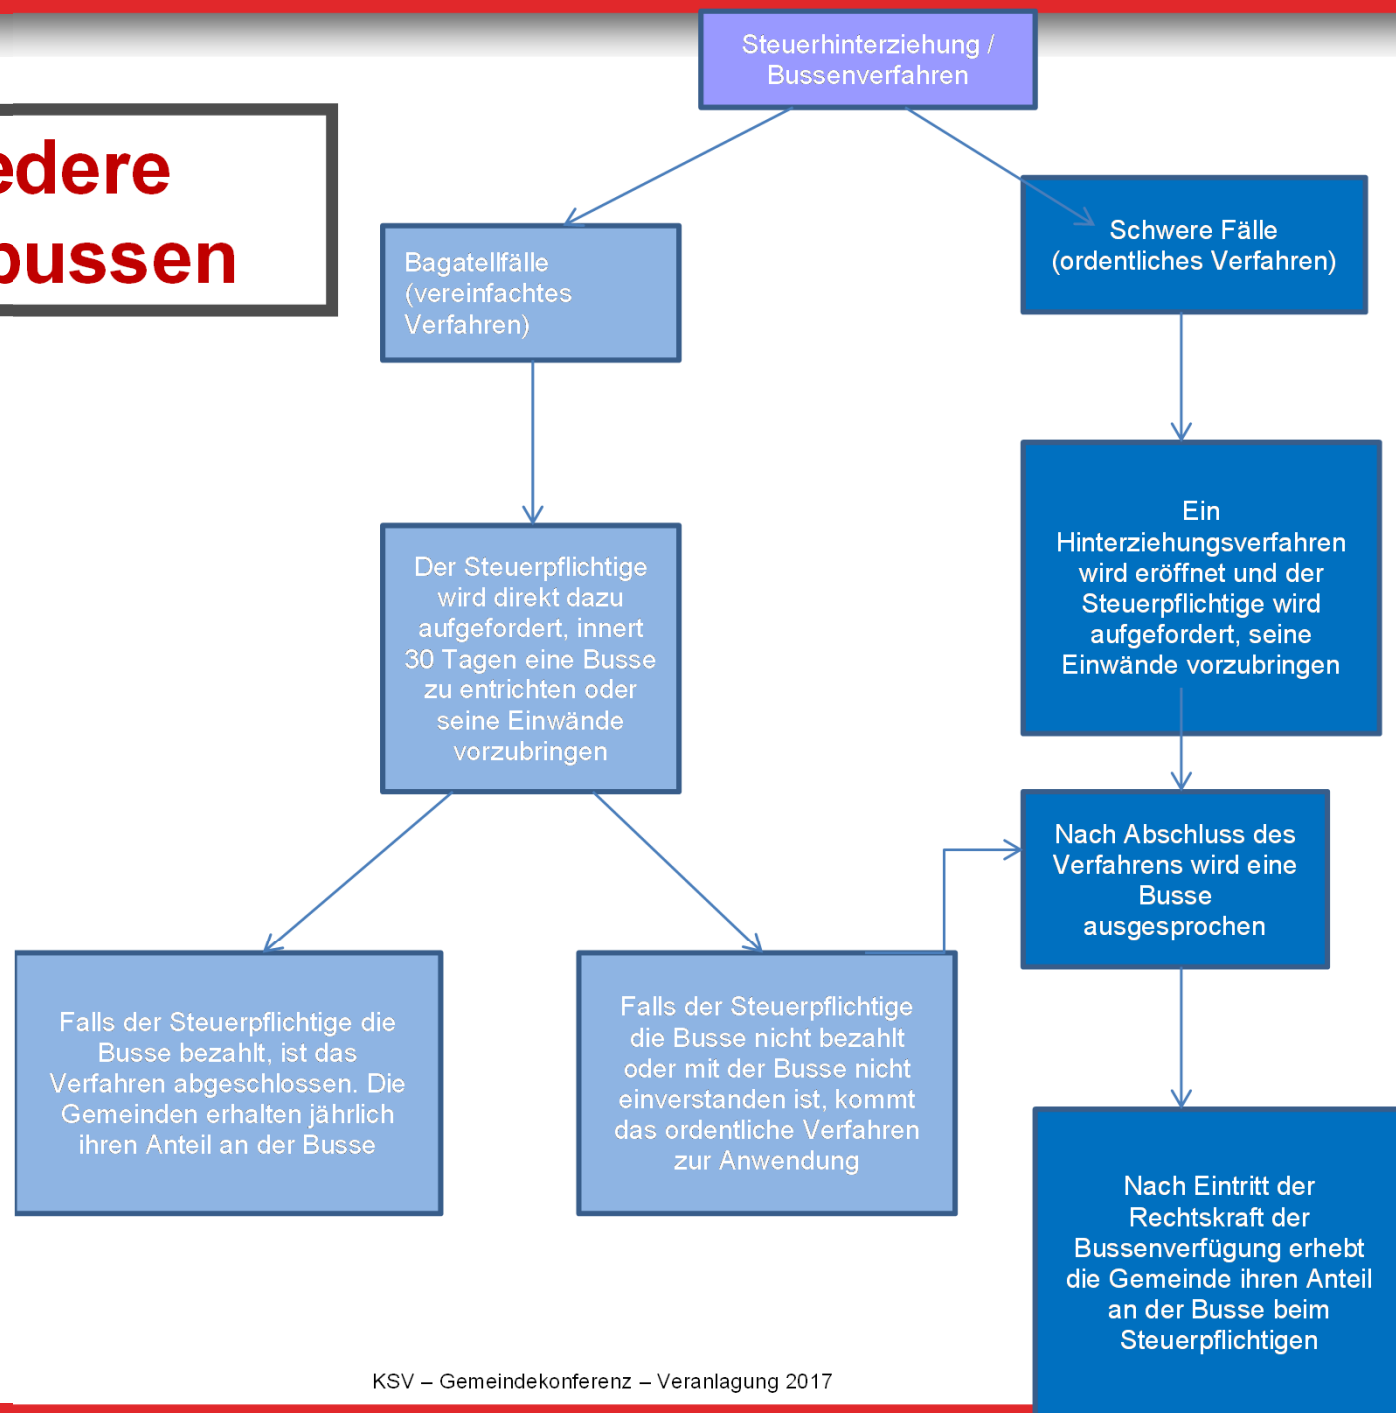 Steuerhinterziehung /
Bussenverfahren
edere
bussen
Bagatellfälle
(vereinfachtes
Verfahren)
Schwere Fälle
(ordentliches Verfahren)
Der Steuerpflichtige
wird direkt dazu
aufgefordert, innert
30 Tagen eine Busse
zu entrichten oder
seine Einwände
vorzubringen
Ein
Hinterziehungsverfahren
wird eröffnet und der
Steuerpflichtige wird
aufgefordert, seine
Einwände vorzubringen
Nach Abschluss des
Verfahrens wird eine
Busse
ausgesprochen
Falls der Steuerpflichtige die
Busse bezahlt, ist das
Verfahren abgeschlossen. Die
Gemeinden erhalten jährlich
ihren Anteil an der Busse
Falls der Steuerpflichtige
die Busse nicht bezahlt
oder mit der Busse nicht
einverstanden ist, kommt
das ordentliche Verfahren
zur Anwendung
Nach Eintritt der
Rechtskraft der
Bussenverfügung erhebt
die Gemeinde ihren Anteil
an der Busse beim
Steuerpflichtigen
KSV – Gemeindekonferenz – Veranlagung 2017